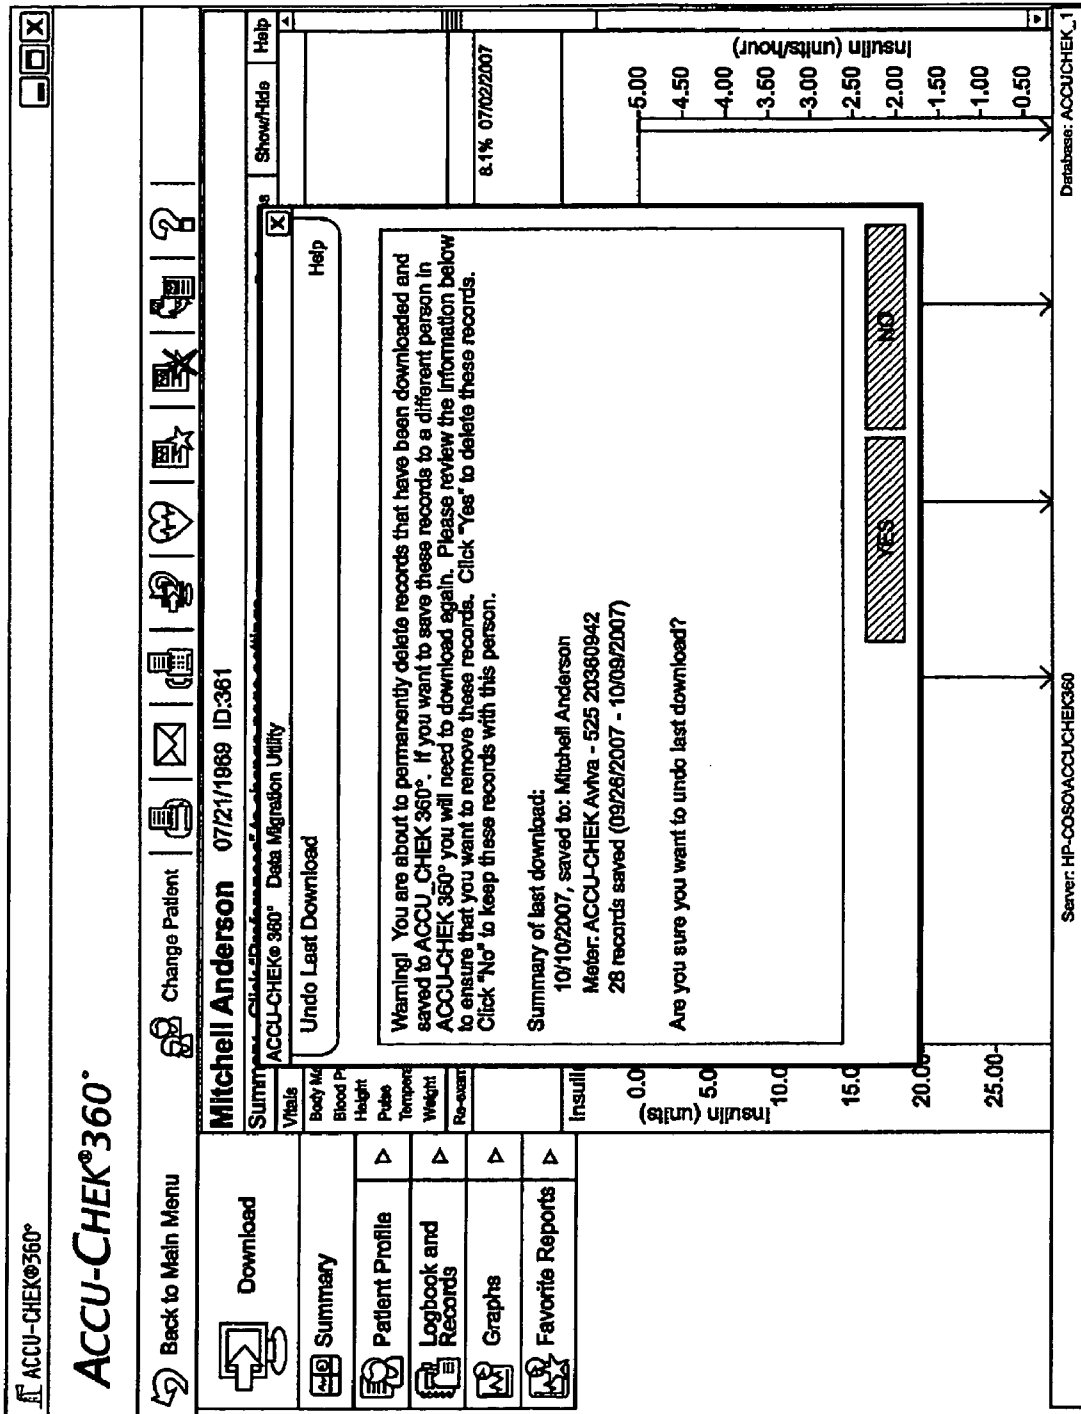 ACCU-CHEK®360°
ACCU-CHEK®360°
Back to Main Menu
Change Patient
Download
Summary
Patient Profile
Logbook and
Records
Graphs
Favorite Reports
Mitchell Anderson 07/21/1969 ID:361
Show/Hide
Help
Vitals
Height
Pulse
Weight
8.1% 07/02/2007
ACCU-CHEK® 360° Data Migration Utility
Undo Last Download
Help
Warning! You are about to permanently delete records that have been downloaded and
saved to ACCU_CHEK 360°. If you want to save these records to a different person in
ACCU-CHEK 360° you will need to download again. Please review the information below
to ensure that you want to remove these records. Click "Yes" to delete these records.
Click "No" to keep these records with this person.
Summary of last download:
10/10/2007, saved to: Mitchell Anderson
Meter: ACCU-CHEK Aviva - 525 20360942
28 records saved (09/26/2007 - 10/09/2007)
Are you sure you want to undo last download?
YES
NO
Insulin (units)
0.0
5.0
10.0
15.0
20.00
25.00
Insulin (units/hour)
5.00
4.50
4.00
3.50
3.00
2.50
2.00
1.50
1.00
0.50
Server: HP-COSO\ACCUCHEK360
Database: ACCUCHEK_1